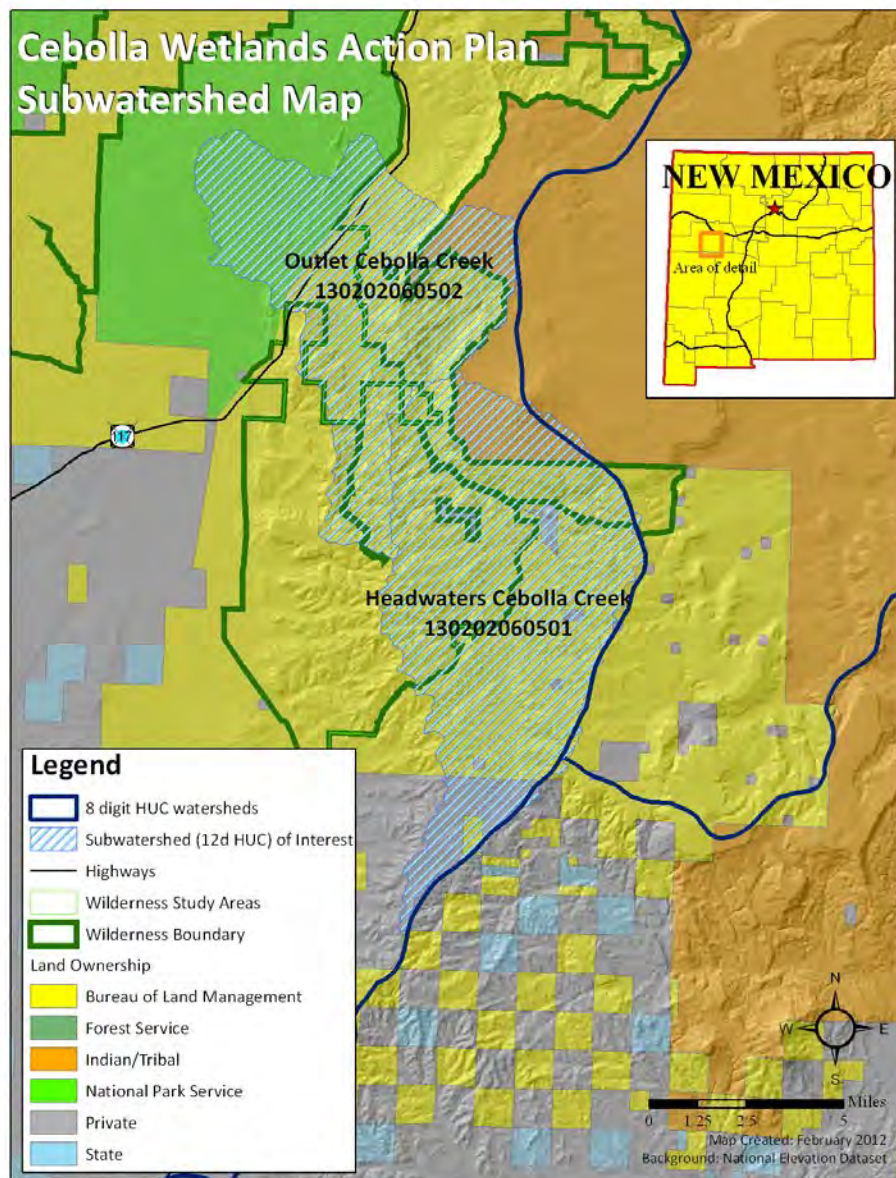 Cebolla Wetlands Action Plan
Subwatershed Map
NEW MEXICO
Area of detail
Outlet Cebolla Creek
130202060502
117
Headwaters Cebolla Creek
130202060501
Legend
8 digit HUC watersheds
Subwatershed (12d HUC) of Interest
Highways
Wilderness Study Areas
Wilderness Boundary
Land Ownership
Bureau of Land Management
Forest Service
Indian/Tribal
National Park Service
Private
State
N
W E
S
Miles
0 1.25 2.5 5
Map Created: February 2012
Background: National Elevation Dataset